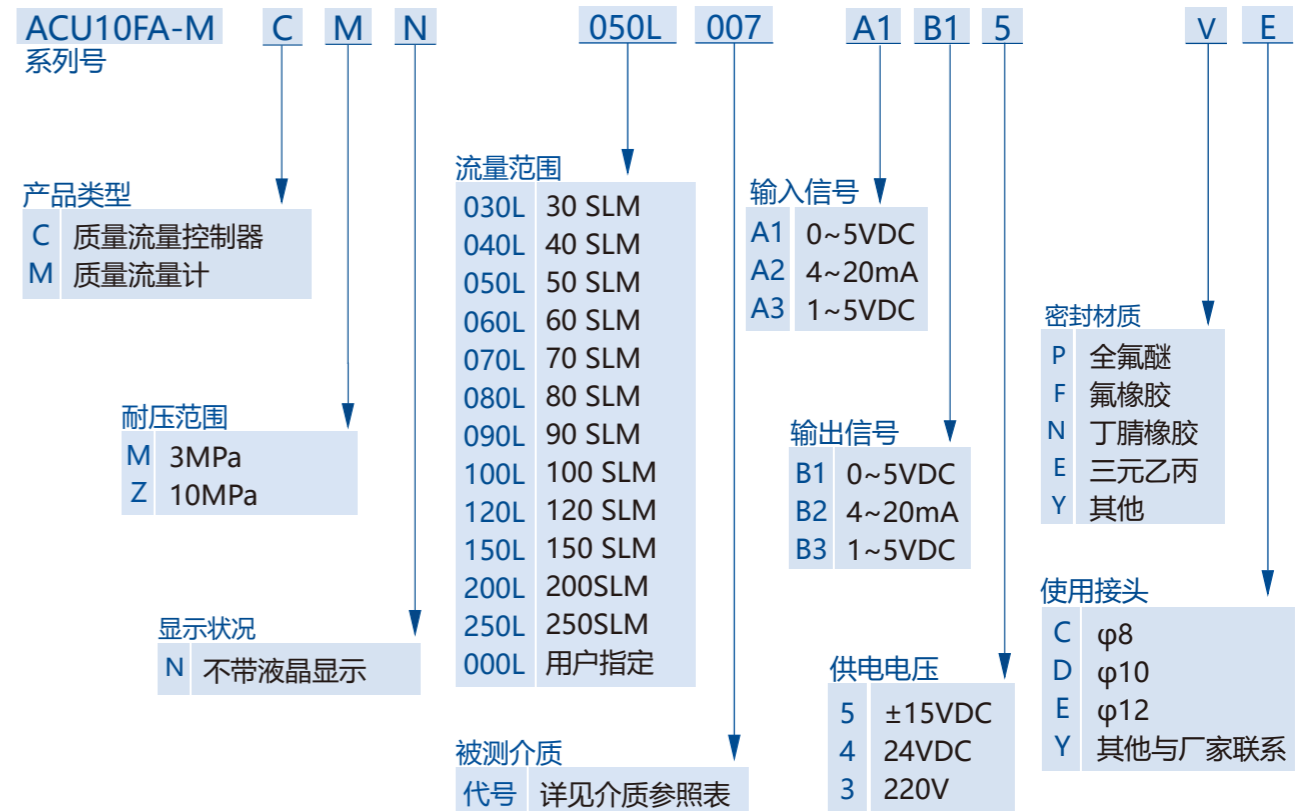 ACU10FA-M C M N 050L 007 A1 B1 5 V E
系列号
产品类型
C 质量流量控制器
M 质量流量计
耐压范围
M 3MPa
Z 10MPa
显示状况
N 不带液晶显示
流量范围
030L 30 SLM
040L 40 SLM
050L 50 SLM
060L 60 SLM
070L 70 SLM
080L 80 SLM
090L 90 SLM
100L 100 SLM
120L 120 SLM
150L 150 SLM
200L 200SLM
250L 250SLM
000L 用户指定
被测介质
代号 详见介质参照表
输入信号
A1 0~5VDC
A2 4~20mA
A3 1~5VDC
输出信号
B1 0~5VDC
B2 4~20mA
B3 1~5VDC
供电电压
5 ±15VDC
4 24VDC
3 220V
密封材质
P 全氟醚
F 氟橡胶
N 丁腈橡胶
E 三元乙丙
Y 其他
使用接头
C φ8
D φ10
E φ12
Y 其他与厂家联系